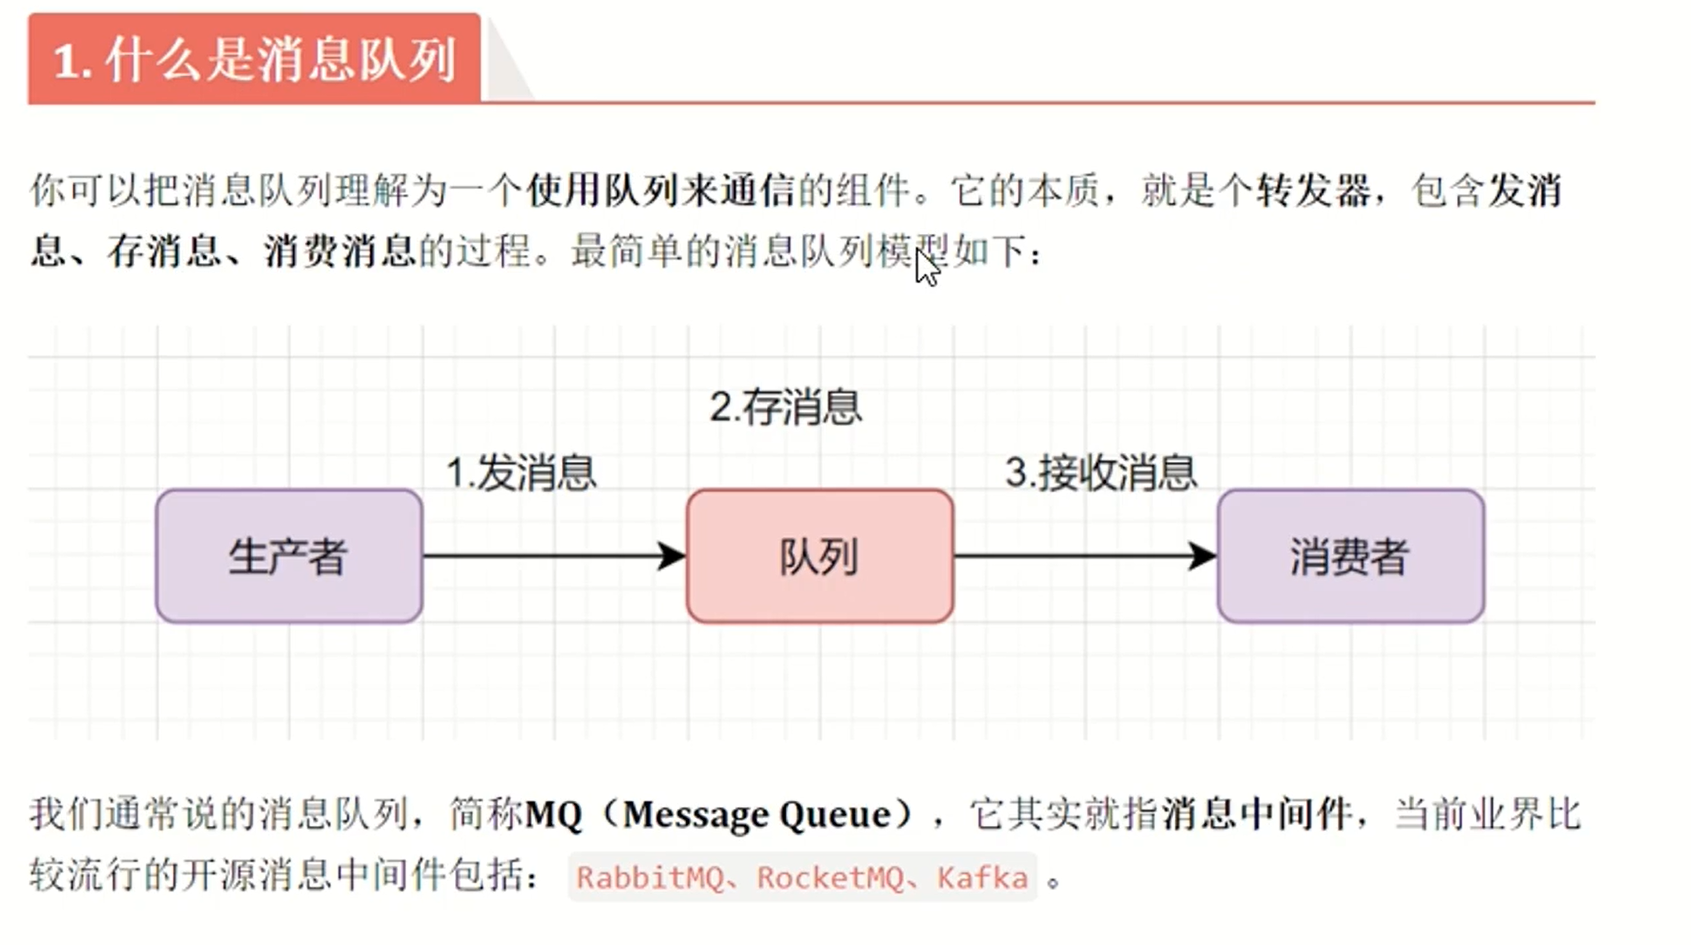 1. 什么是消息队列
你可以把消息队列理解为一个使用队列来通信的组件。它的本质，就是个转发器，包含发消
息、存消息、消费消息的过程。最简单的消息队列模型如下：
2.存消息
1.发消息
3.接收消息
生产者
队列
消费者
我们通常说的消息队列，简称MQ（Message Queue），它其实就指消息中间件，当前业界比
较流行的开源消息中间件包括：RabbitMQ、RocketMQ、Kafka。